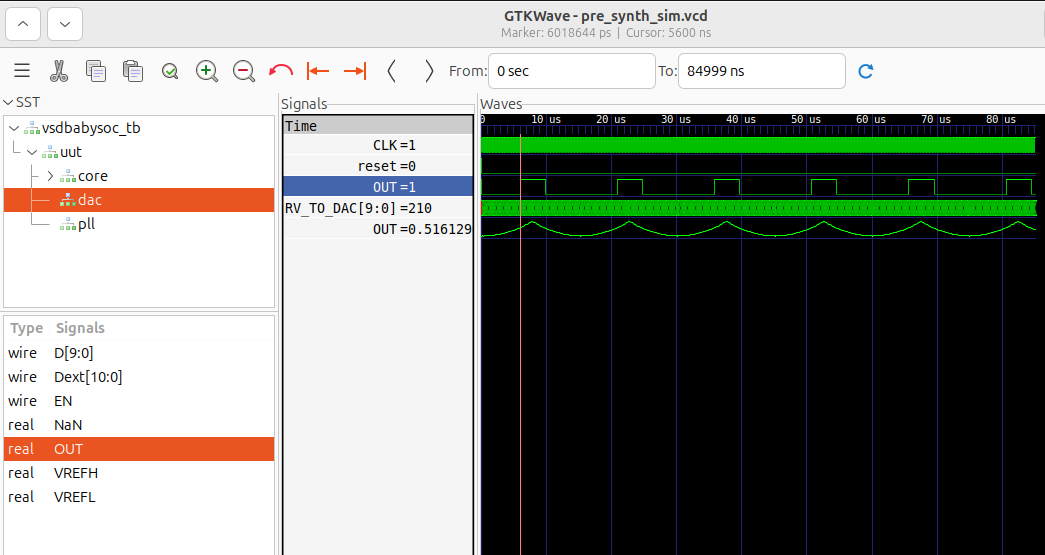 GTKWave - pre_synth_sim.vcd
Marker: 6018644 ps | Cursor: 5600 ns
From: 0 sec To: 84999 ns
SST
vsdbabysoc_tb
uut
core
dac
pll
Type Signals
wire D[9:0]
wire Dext[10:0]
wire EN
real NaN
real OUT
real VREFH
real VREFL
Signals
Time
CLK =1
reset =0
OUT =1
RV_TO_DAC[9:0] =210
OUT =0.516129
Waves
0 10 us 20 us 30 us 40 us 50 us 60 us 70 us 80 us